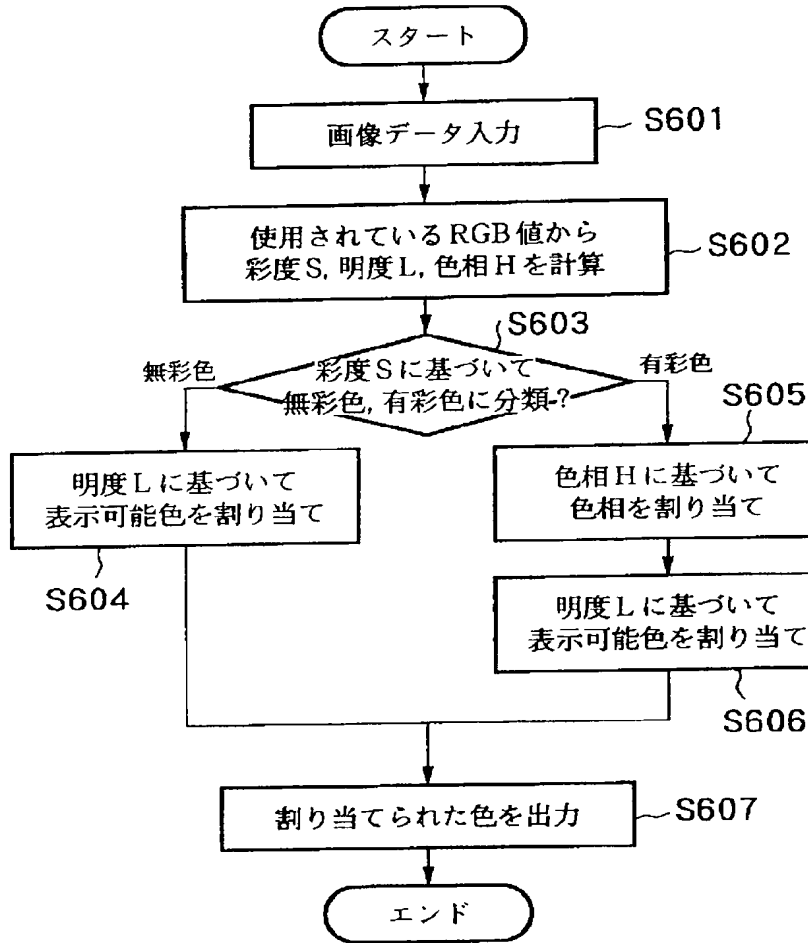 スタート
画像データ入力
S601
使用されているRGB値から
彩度S, 明度L, 色相Hを計算
S602
S603
彩度Sに基づいて
無彩色, 有彩色に分類?
無彩色
有彩色
明度Lに基づいて
表示可能色を割り当て
S604
S605
色相Hに基づいて
色相を割り当て
明度Lに基づいて
表示可能色を割り当て
S606
割り当てられた色を出力
S607
エンド